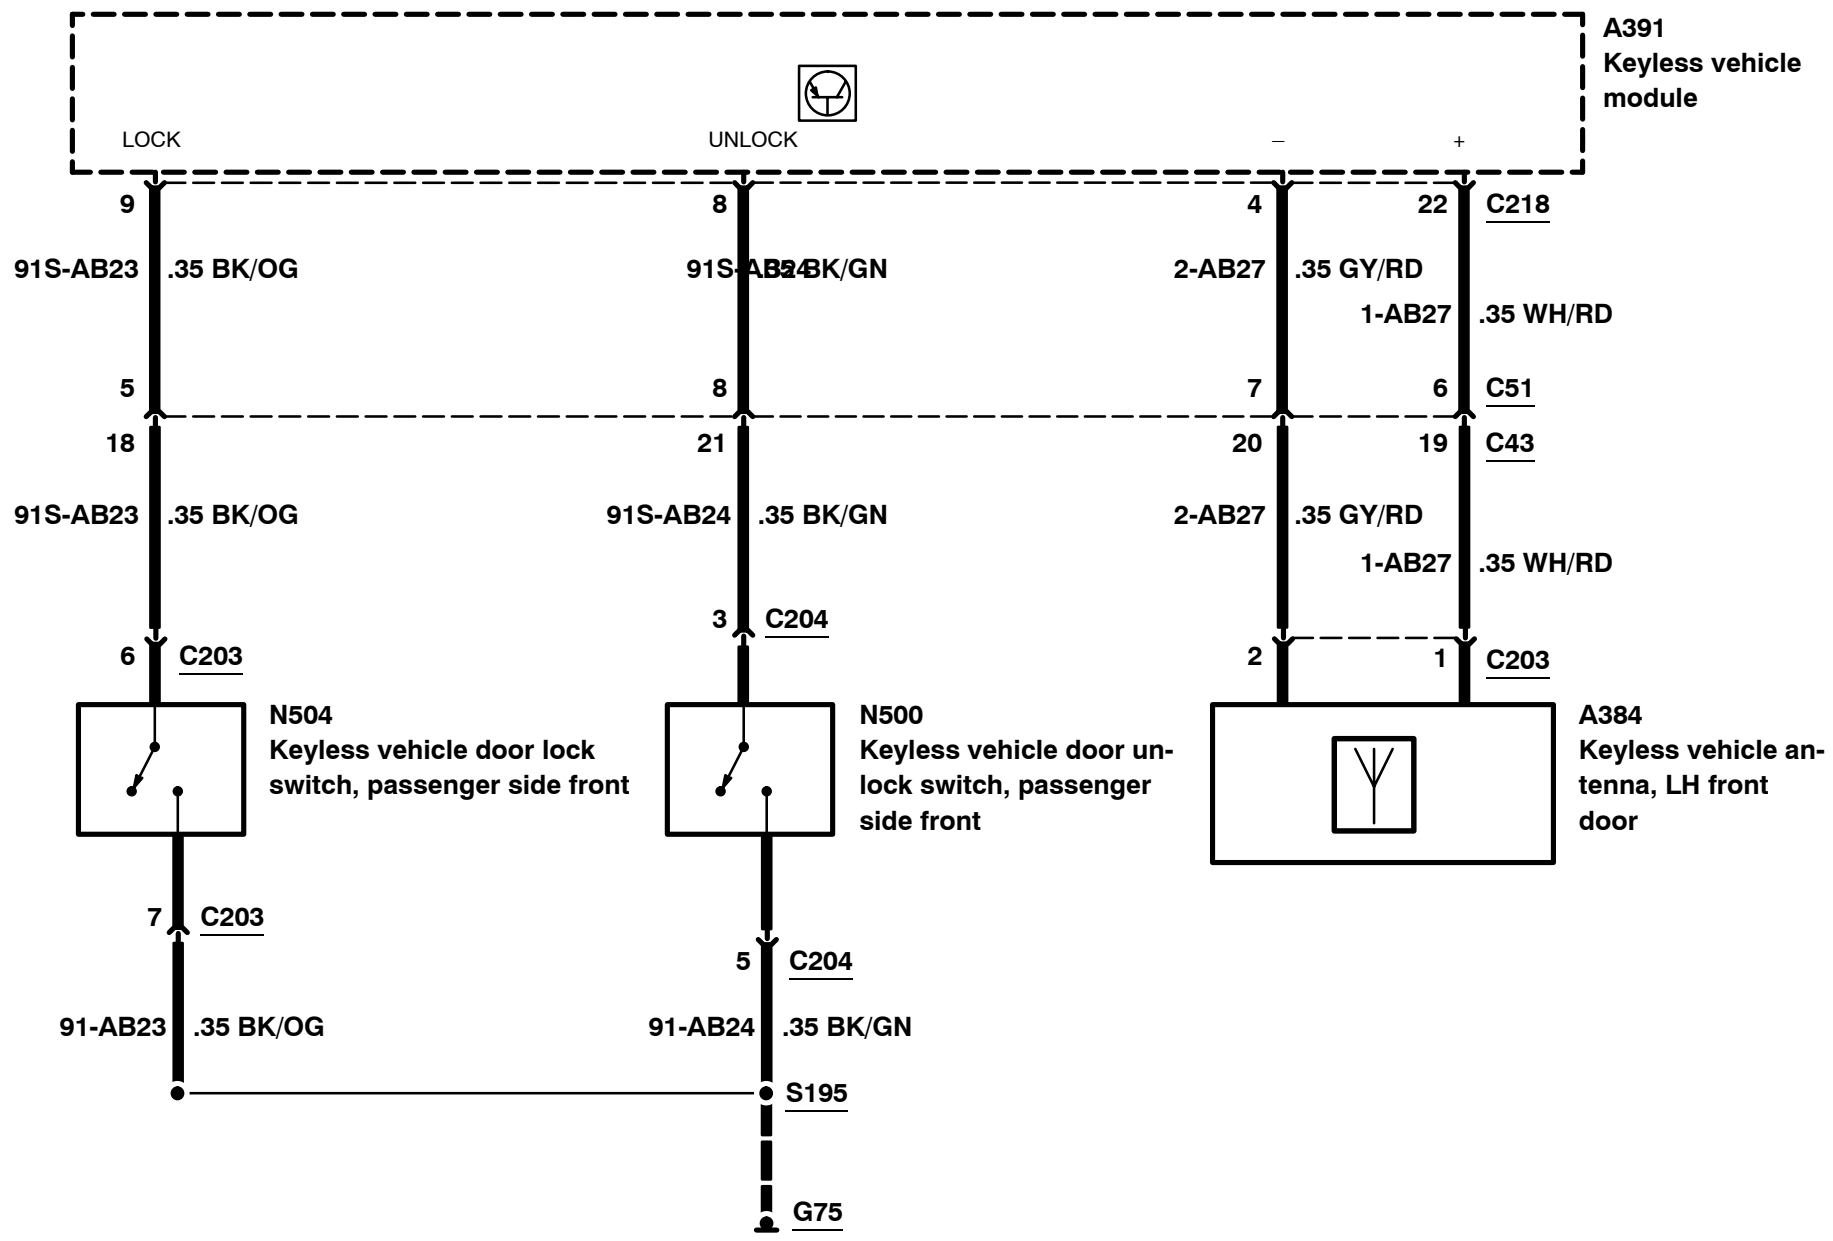 A391
Keyless vehicle
module
LOCK
UNLOCK
–
+
9
8
4
22
C218
91S-AB23
.35 BK/OG
91S-AB24
.35 BK/GN
2-AB27
.35 GY/RD
1-AB27
.35 WH/RD
5
8
7
6
C51
18
21
20
19
C43
91S-AB23
.35 BK/OG
91S-AB24
.35 BK/GN
2-AB27
.35 GY/RD
1-AB27
.35 WH/RD
3
C204
6
C203
2
1
C203
N504
Keyless vehicle door lock
switch, passenger side front
N500
Keyless vehicle door un-
lock switch, passenger
side front
A384
Keyless vehicle an-
tenna, LH front
door
7
C203
5
C204
91-AB23
.35 BK/OG
91-AB24
.35 BK/GN
S195
G75